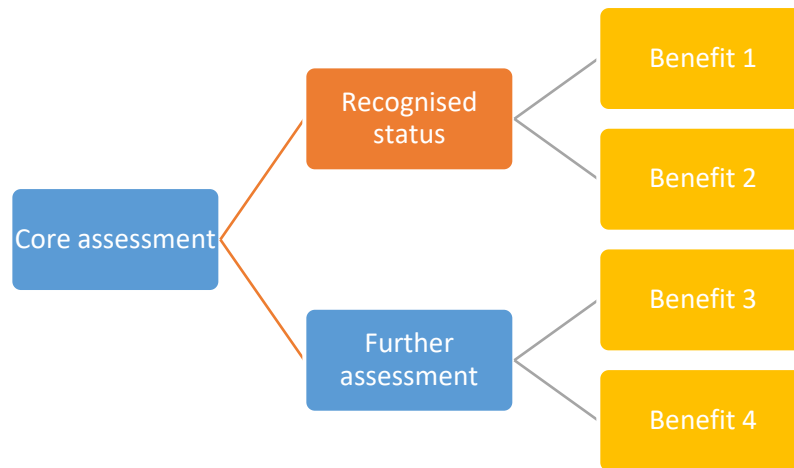 Core assessment
Recognised
status
Further
assessment
Benefit 1
Benefit 2
Benefit 3
Benefit 4